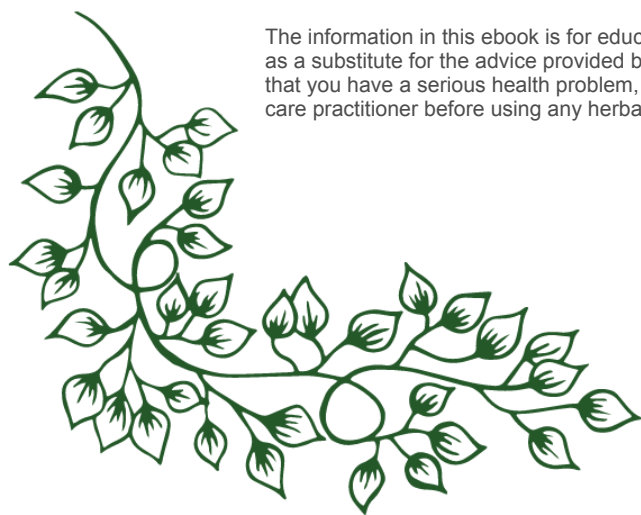 The information in this ebook is for educ
as a substitute for the advice provided b
that you have a serious health problem,
care practitioner before using any herba